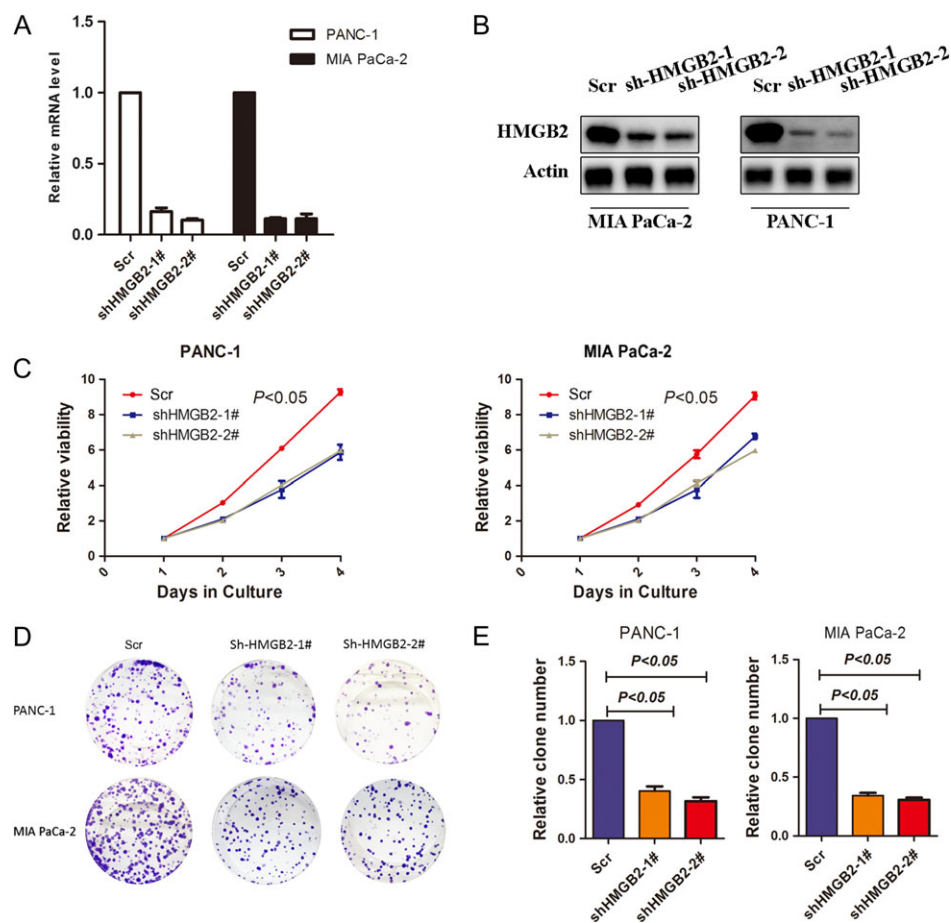 A
Relative mRNA level
1.5
1.0
0.5
0.0
PANC-1
MIA PaCa-2
Scr
shHMGB2-1#
shHMGB2-2#
Scr
shHMGB2-1#
shHMGB2-2#
B
Scr sh-HMGB2-1 sh-HMGB2-2
Scr sh-HMGB2-1 sh-HMGB2-2
HMGB2
Actin
MIA PaCa-2
PANC-1
C
PANC-1
Relative viability
10
8
6
4
2
0
Scr
shHMGB2-1#
shHMGB2-2#
P<0.05
0 1 2 3 4
Days in Culture
MIA PaCa-2
Relative viability
10
8
6
4
2
0
Scr
shHMGB2-1#
shHMGB2-2#
P<0.05
0 1 2 3 4
Days in Culture
D
Scr Sh-HMGB2-1# Sh-HMGB2-2#
PANC-1
MIA PaCa-2
E
PANC-1
Relative clone number
1.5
1.0
0.5
0.0
P<0.05
P<0.05
Scr
shHMGB2-1#
shHMGB2-2#
MIA PaCa-2
Relative clone number
1.5
1.0
0.5
0.0
P<0.05
P<0.05
Scr
shHMGB2-1#
shHMGB2-2#